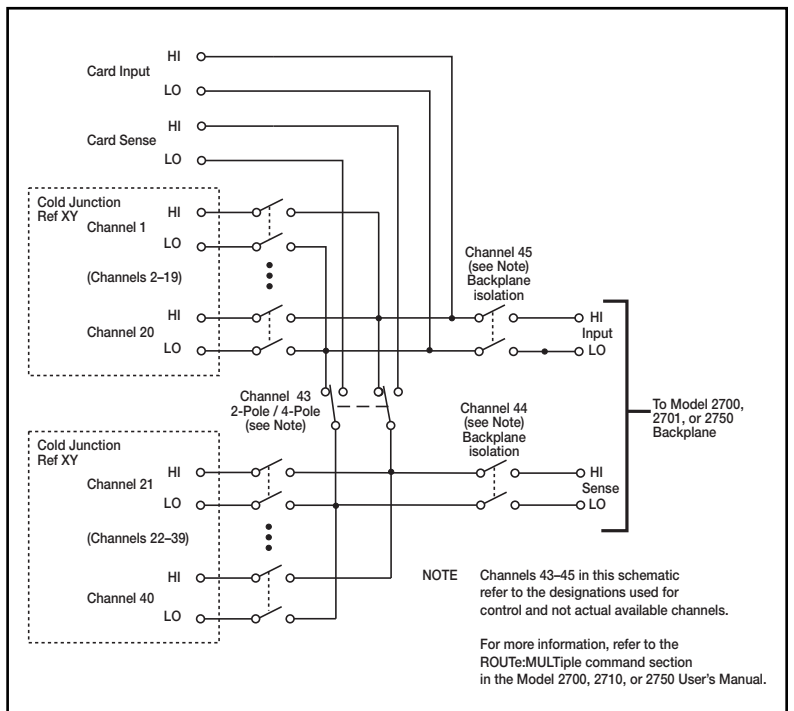 HI
Card Input
LO
HI
Card Sense
LO
Cold Junction
Ref XY
HI
Channel 1
LO
(Channels 2–19)
HI
Channel 20
LO
Channel 45
(see Note)
Backplane
isolation
HI
Input
LO
Channel 43
2-Pole / 4-Pole
(see Note)
Channel 44
(see Note)
Backplane
isolation
To Model 2700,
2701, or 2750
Backplane
Cold Junction
Ref XY
HI
Channel 21
LO
(Channels 22–39)
HI
Channel 40
LO
HI
Sense
LO
NOTE Channels 43–45 in this schematic
refer to the designations used for
control and not actual available channels.
For more information, refer to the
ROUTe:MULTiple command section
in the Model 2700, 2710, or 2750 User's Manual.